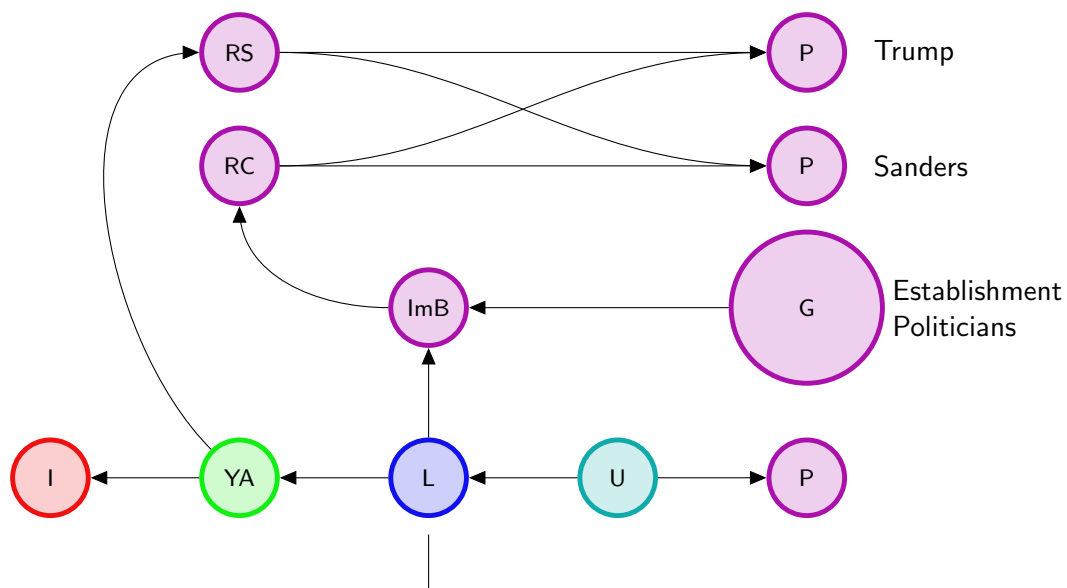 RS
P
Trump
RC
P
Sanders
ImB
G
Establishment
Politicians
I
YA
L
U
P